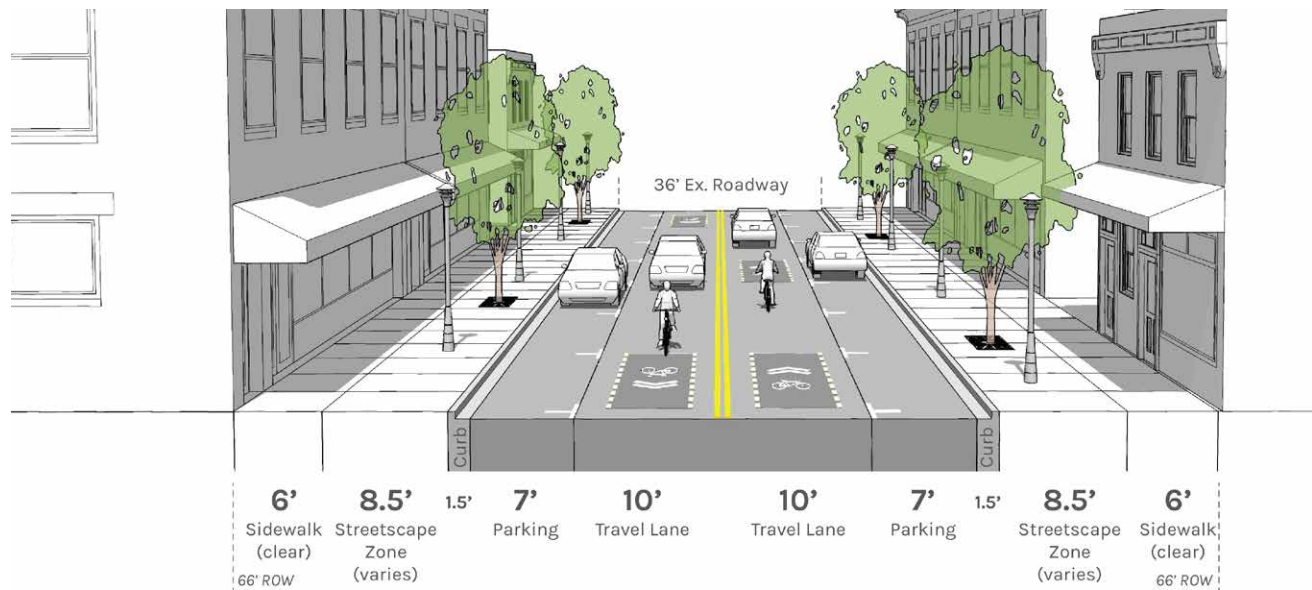 36’ Ex. Roadway
Curb
Curb
6’
8.5’
1.5’
7’
10’
10’
7’
1.5’
8.5’
6’
Sidewalk
(clear)
Streetscape
Zone
(varies)
Parking
Travel Lane
Travel Lane
Parking
Streetscape
Zone
(varies)
Sidewalk
(clear)
66’ ROW
66’ ROW